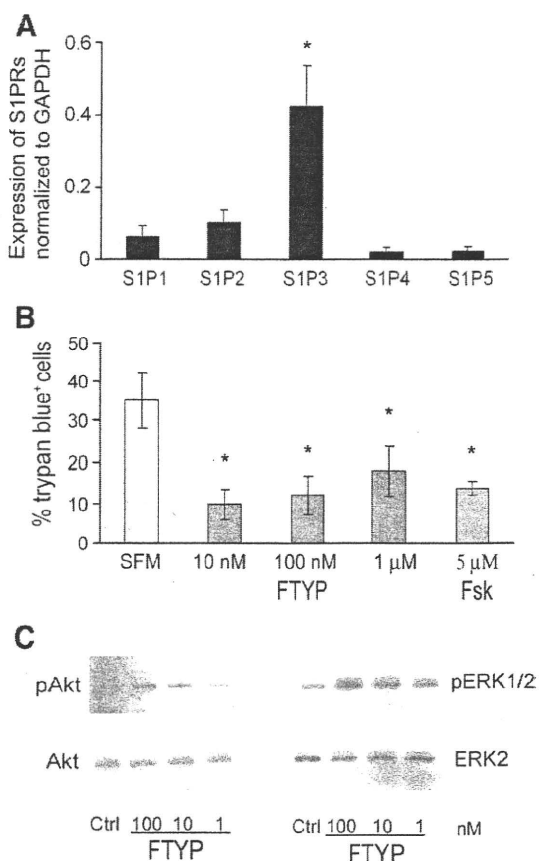 A
Expression of S1PRs
normalized to GAPDH
0.6
0.4
0.2
0
*
S1P1 S1P2 S1P3 S1P4 S1P5
B
% trypan blue⁺ cells
50
40
30
20
10
0
* * * *
SFM 10 nM 100 nM 1 µM 5 µM
FTYP Fsk
C
pAkt pERK1/2
Akt ERK2
Ctrl 100 10 1 Ctrl 100 10 1 nM
FTYP FTYP